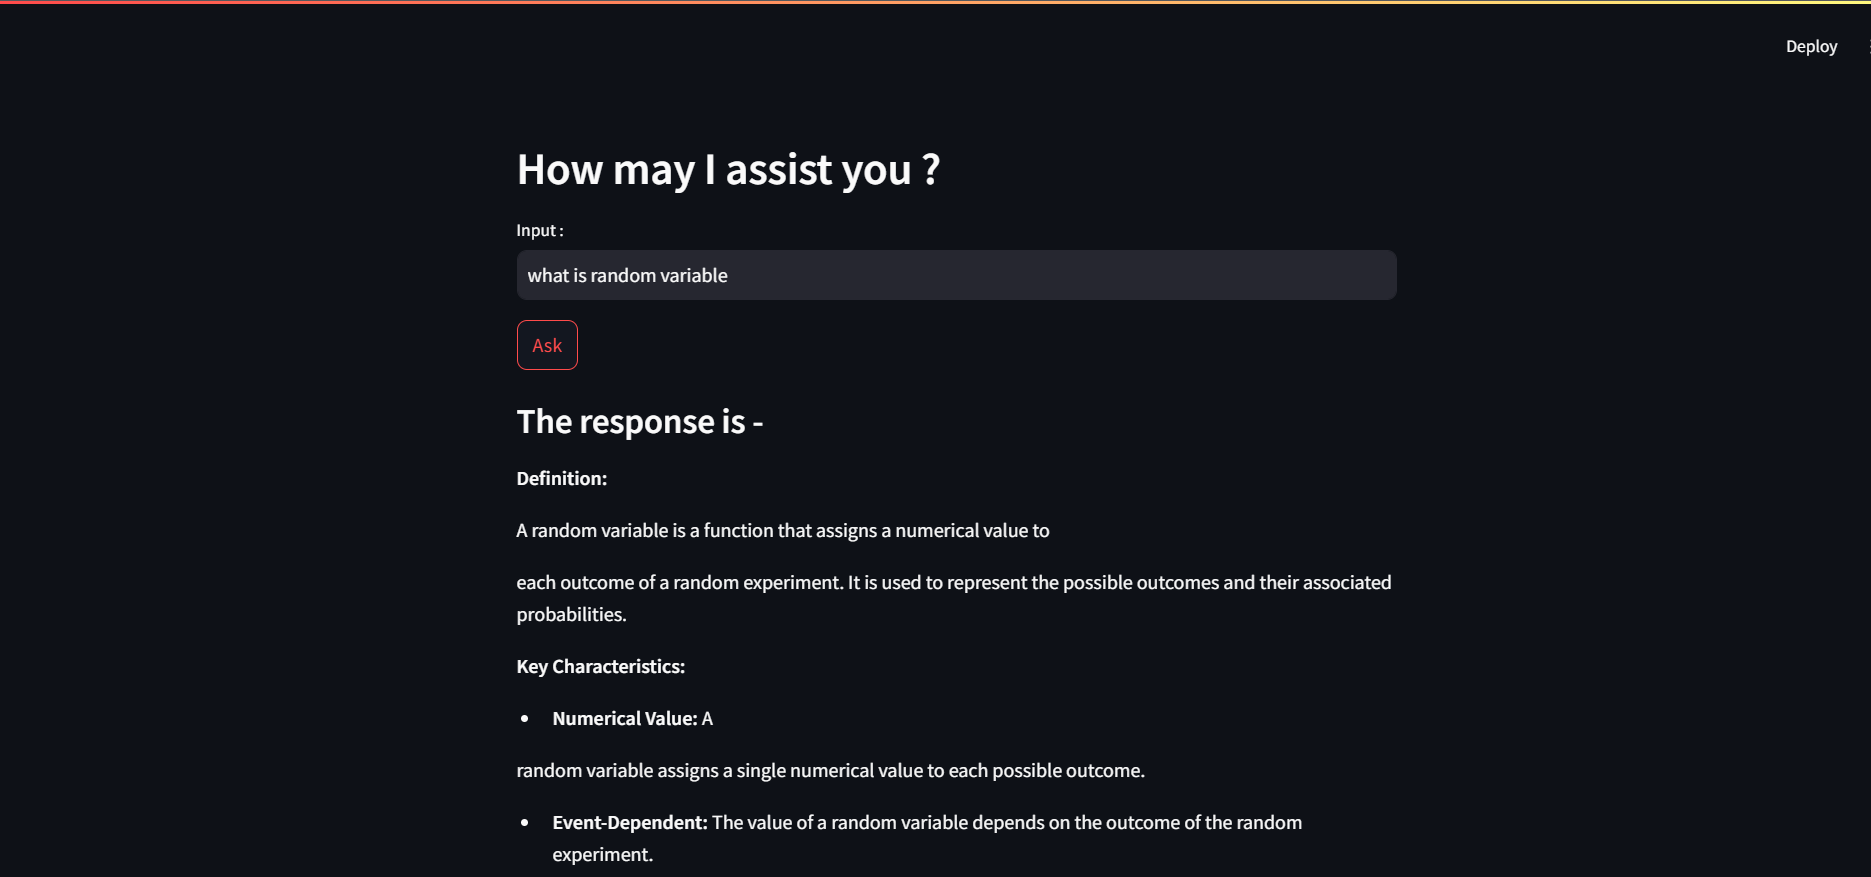 Deploy
How may I assist you ?
Input :
what is random variable
Ask
The response is -
Definition:
A random variable is a function that assigns a numerical value to
each outcome of a random experiment. It is used to represent the possible outcomes and their associated
probabilities.
Key Characteristics:
• Numerical Value: A
random variable assigns a single numerical value to each possible outcome.
• Event-Dependent: The value of a random variable depends on the outcome of the random
experiment.